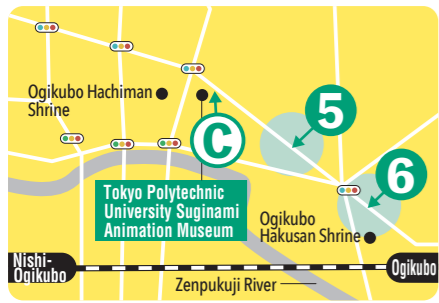 Ogikubo Hachiman
Shrine
5
C
6
Tokyo Polytechnic
University Suginami
Animation Museum
Ogikubo
Hakusan Shrine
Nishi-
Ogikubo
Ogikubo
Zenpukuji River